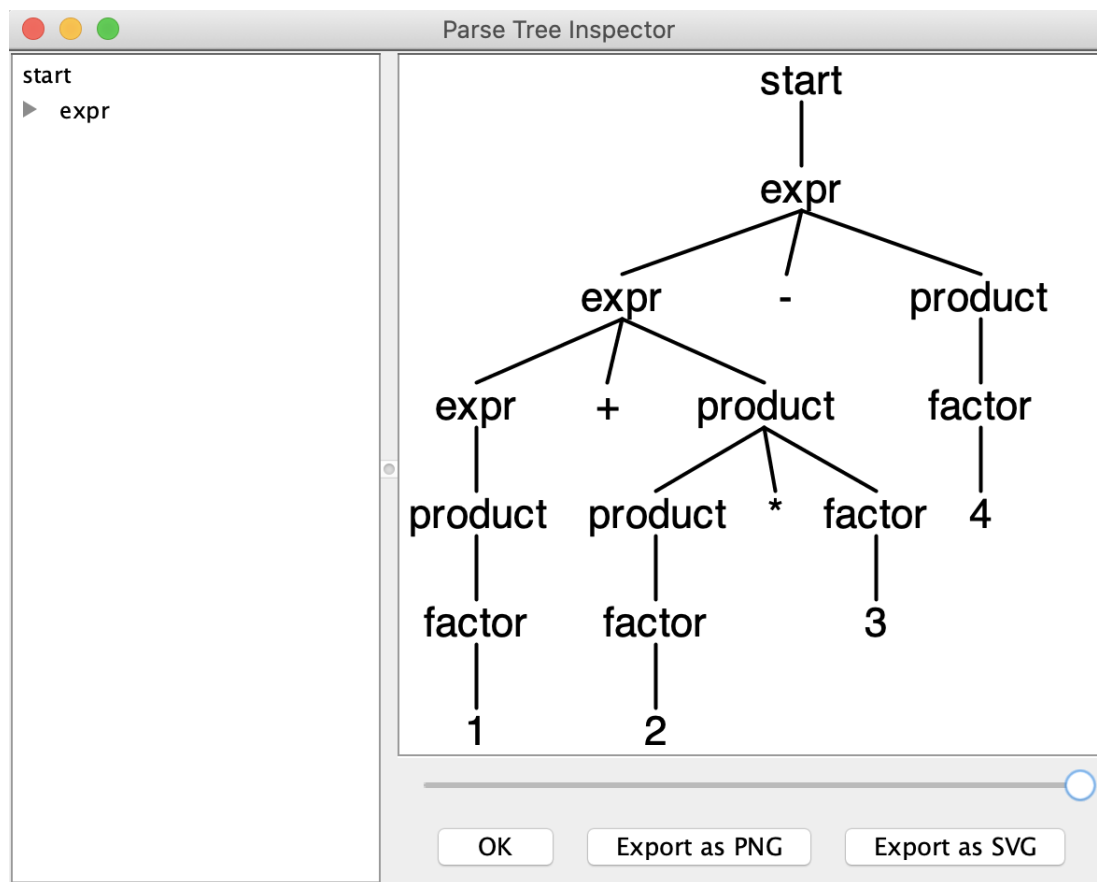 Parse Tree Inspector
start
expr
start
expr
expr - product
expr + product factor
product product * factor 4
factor factor 3
1 2
OK Export as PNG Export as SVG